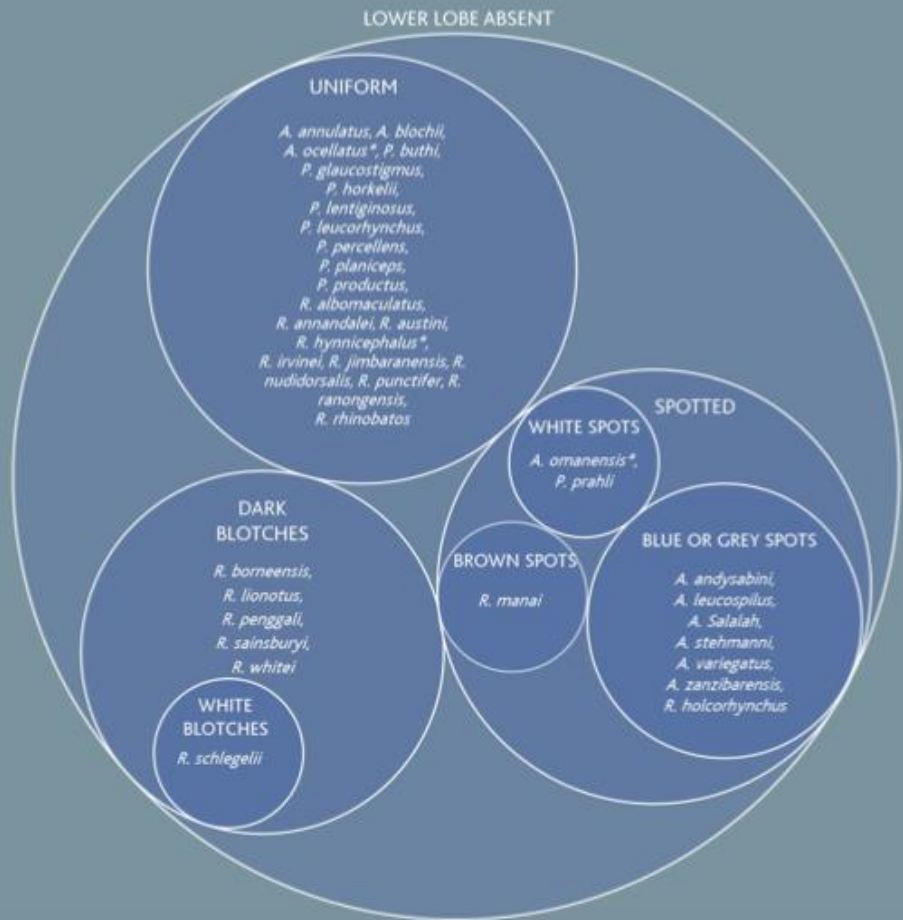 LOWER LOBE ABSENT
UNIFORM
A. annulatus, A. blochii,
A. ocellatus*, P. buthi,
P. glaucostigmus,
P. horkelii,
P. lentiginosus,
P. leucorhynchus,
P. percellens,
P. planiceps,
P. productus,
R. albomaculatus,
R. annandalei, R. austini,
R. hynnicephalus*,
R. irvinei, R. jimbaranensis, R.
nudidorsalis, R. punctifer, R.
ranongensis,
R. rhinobatos
SPOTTED
WHITE SPOTS
A. omanensis*,
P. prahli
BROWN SPOTS
R. manai
BLUE OR GREY SPOTS
A. andysabini,
A. leucospilus,
A. Salalah,
A. stehmanni,
A. variegatus,
A. zanzibarensis,
R. holcorhynchus
DARK
BLOTCHES
R. borneensis,
R. lionotus,
R. penggali,
R. sainsburyi,
R. whitei
WHITE
BLOTCHES
R. schlegelii